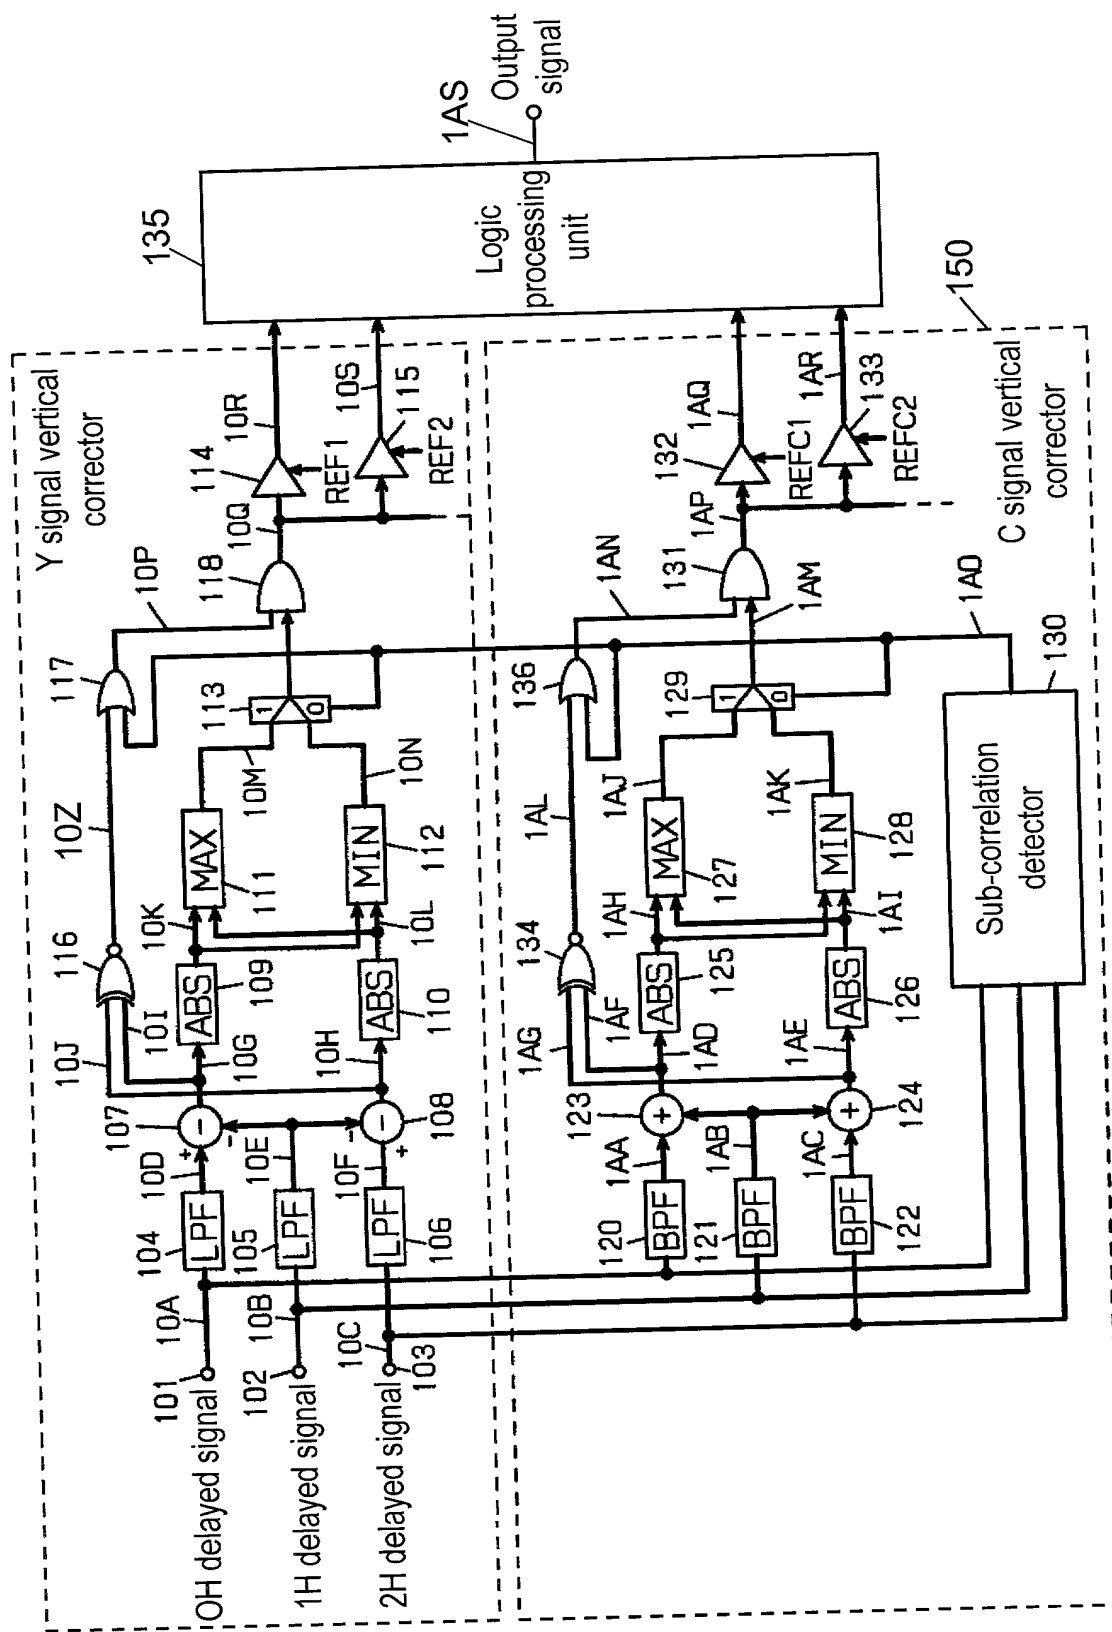 Y signal vertical
corrector
101
0H delayed signal
102
1H delayed signal
103
2H delayed signal
10A
10B
10C
104
LPF
105
LPF
106
LPF
10D
10E
10F
107
+
-
-
108
-
-
+
10J
10I
10G
10H
116
109
ABS
110
ABS
10K
10L
111
MAX
112
MIN
10Z
10M
10N
117
113
1
0
10P
118
10Q
114
REF1
10R
115
REF2
10S
135
Logic
processing
unit
1AS
Output
signal
120
BPF
121
BPF
122
BPF
1AA
1AB
1AC
123
+
124
+
1AG
1AF
1AD
1AE
134
125
ABS
126
ABS
1AH
1AI
127
MAX
128
MIN
1AL
1AJ
1AK
136
129
1
0
1AN
1AM
131
1AP
132
REFC1
1AQ
133
REFC2
1AR
1AO
130
Sub-correlation
detector
C signal vertical
corrector
150